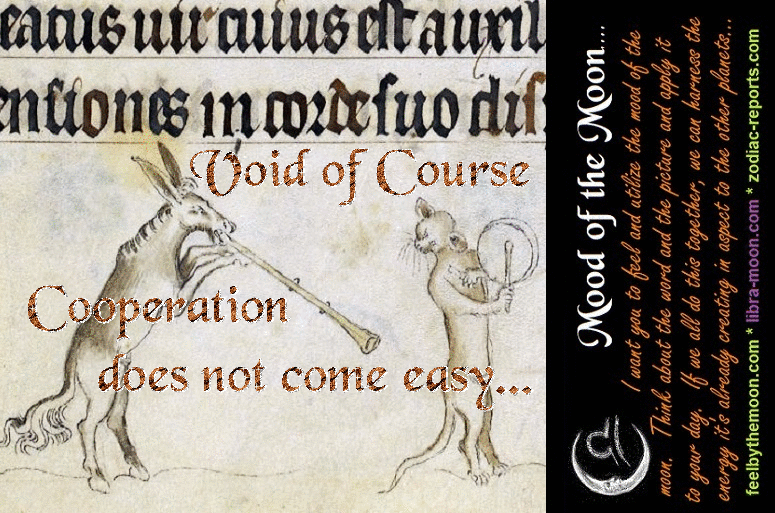 eatus uir cuius est auxil
ensiones in corde suo dis
Void of Course
Cooperation
does not come easy...
Mood of the Moon....
I want you to feel and utilize the mood of the
moon. Think about the word and the picture and apply it
to your day. If we all do this together, we can harness the
energy it's already creating in aspect to the other planets...
feelbythemoon.com * libra-moon.com * zodiac-reports.com